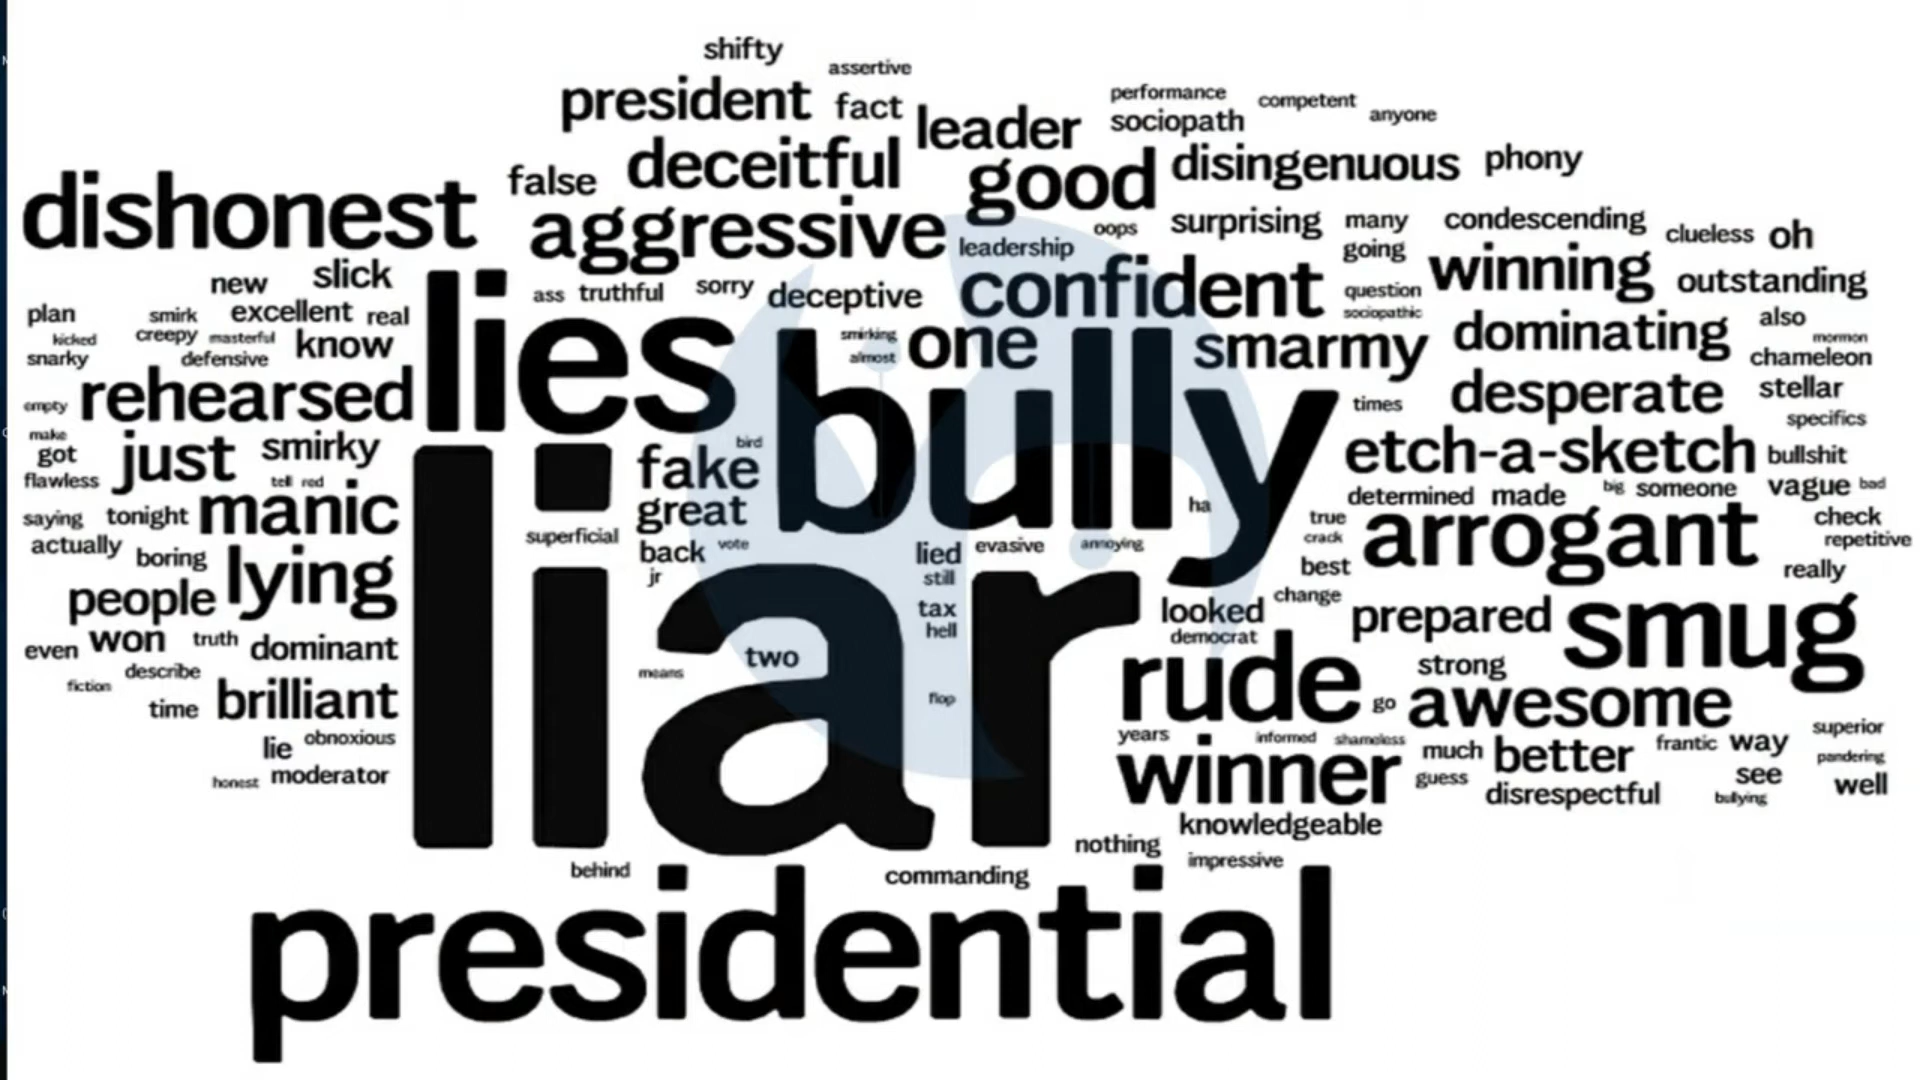 shifty
assertive
president fact leader
performance competent anyone
sociopath
dishonest false deceitful good disingenuous phony
aggressive leadership oops surprising many condescending clueless oh
going
new slick ass truthful sorry deceptive confident question winning outstanding
sociopathic
plan smirk excellent real
kicked creepy masterful know
snarky defensive
lies smirking one smarmy dominating also
almost
mormon
chameleon
empty rehearsed bully times desperate stellar
specifics
make
got just smirky fake bird etch-a-sketch bullshit
flawless tell red
determined made big someone vague bad
saying tonight manic great ha true arrogant check
crack repetitive
actually boring superficial back vote lied evasive annoying best really
lying jr still
people liar tax looked change prepared smug
hell democrat
even won truth dominant two rude strong
describe means
fiction
time brilliant flop go awesome
lie obnoxious years informed shameless much better frantic way superior
pandering
honest moderator winner guess disrespectful see bullying well
knowledgeable
nothing impressive
behind commanding
presidential